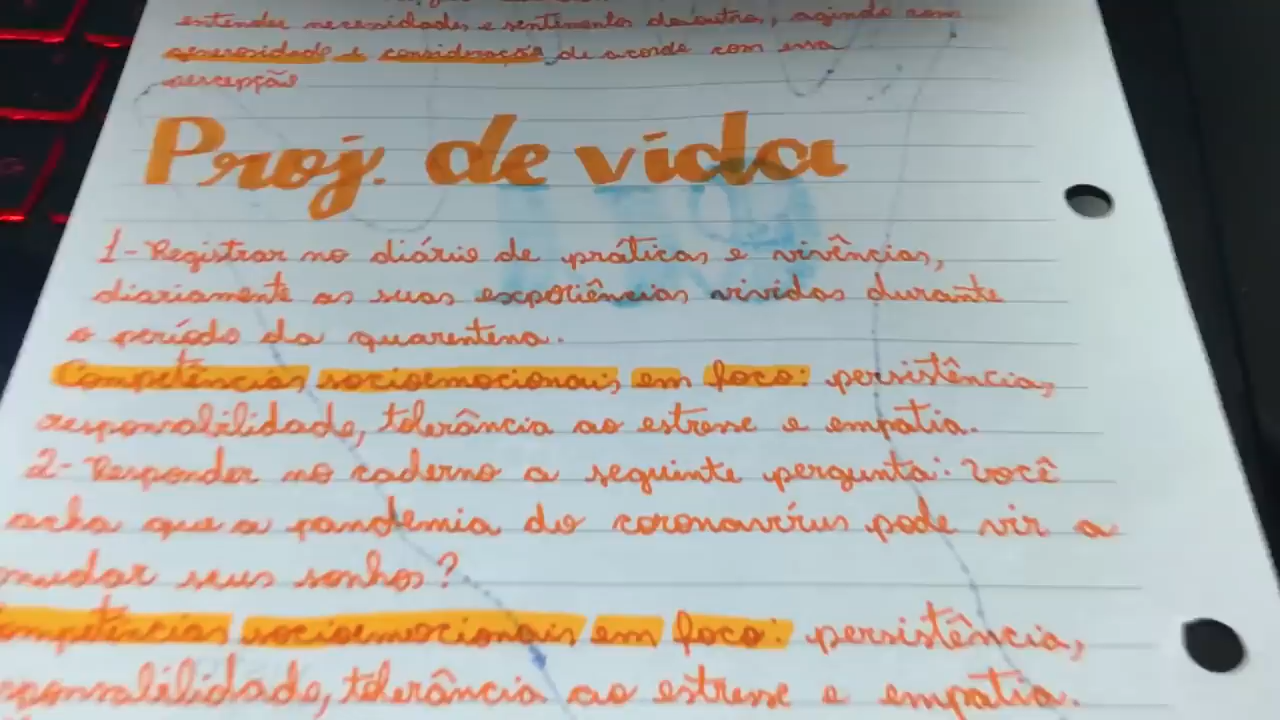 entender necessidades e sentimentos do outro, agindo com
generosidade e consideração de acordo com essa
percepção
Proj. de vida
1- Registrar no diário de práticas e vivências,
diariamente as suas experiências vividas durante
o período da quarentena.
Competências socioemocionais em foco: persistência,
responsabilidade, tolerância ao estresse e empatia.
2- Responder no caderno a seguinte pergunta: Você
acha que a pandemia do coronavírus pode vir a
mudar seus sonhos?
Competências socioemocionais em foco: persistência,
responsabilidade, tolerância ao estresse e empatia.